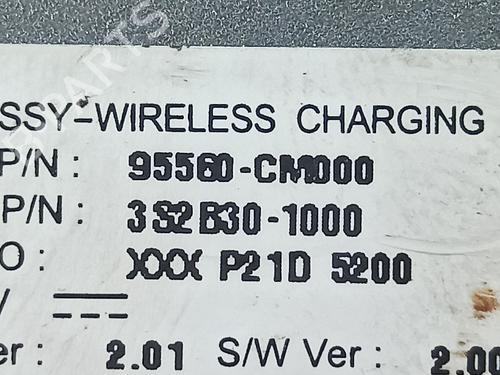 SSY-WIRELESS CHARGING
P/N : 95560-CM000
P/N : 3S2B30-1000
O : XXX P21D 5200
V
er : 2.01 S/W Ver : 2.00